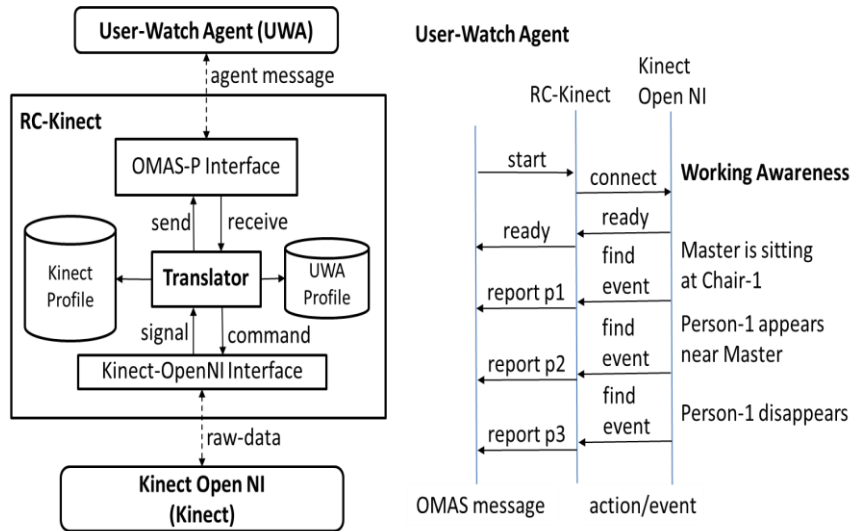 User-Watch Agent (UWA)
agent message
RC-Kinect
OMAS-P Interface
send
receive
Kinect
Profile
Translator
UWA
Profile
signal
command
Kinect-OpenNI Interface
raw-data
Kinect Open NI
(Kinect)
User-Watch Agent
Kinect
RC-Kinect
Open NI
start
connect
Working Awareness
ready
ready
find
event
Master is sitting
at Chair-1
report p1
find
event
Person-1 appears
near Master
report p2
find
event
Person-1 disappears
report p3
OMAS message
action/event